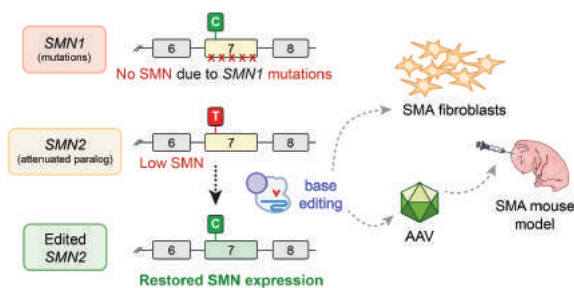 SMN1
(mutations)
C
6
7
8
No SMN due to SMN1 mutations
SMN2
(attenuated paralog)
T
6
7
8
Low SMN
base
editing
Edited
SMN2
C
6
7
8
Restored SMN expression
SMA fibroblasts
AAV
SMA mouse
model